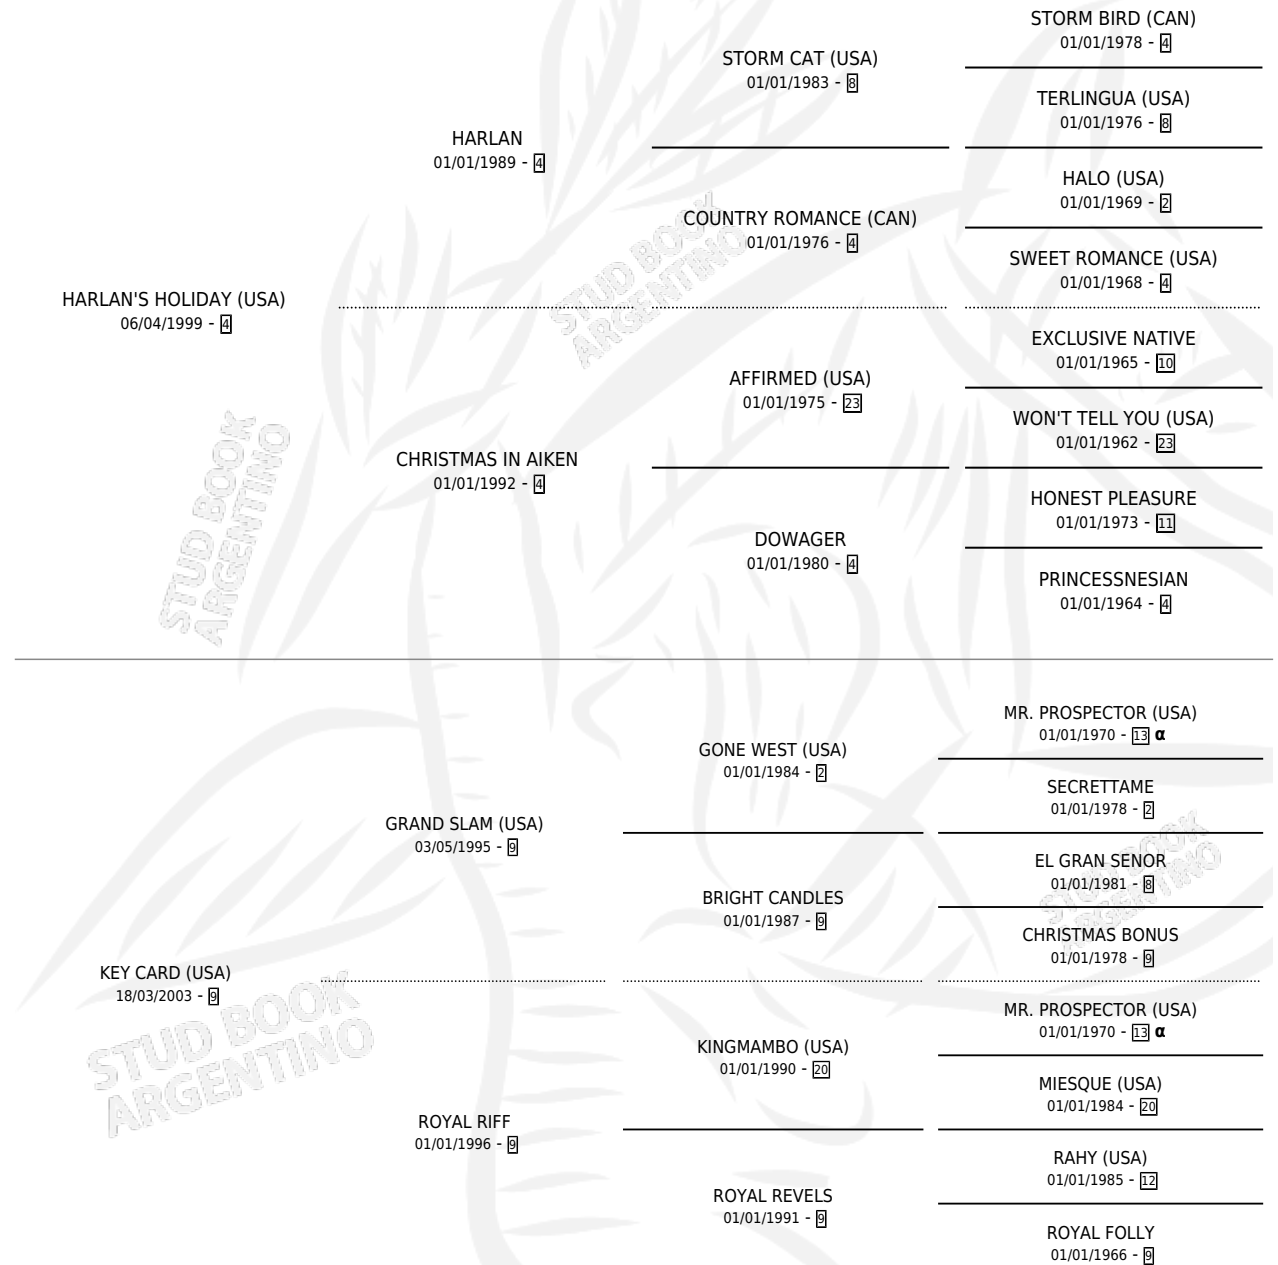 STORM BIRD (CAN)
01/01/1978 - 4
STORM CAT (USA)
01/01/1983 - 8
TERLINGUA (USA)
01/01/1976 - 8
HARLAN
01/01/1989 - 4
HALO (USA)
01/01/1969 - 2
COUNTRY ROMANCE (CAN)
01/01/1976 - 4
SWEET ROMANCE (USA)
01/01/1968 - 4
HARLAN'S HOLIDAY (USA)
06/04/1999 - 4
EXCLUSIVE NATIVE
01/01/1965 - 10
AFFIRMED (USA)
01/01/1975 - 23
WON'T TELL YOU (USA)
01/01/1962 - 23
CHRISTMAS IN AIKEN
01/01/1992 - 4
HONEST PLEASURE
01/01/1973 - 11
DOWAGER
01/01/1980 - 4
PRINCESSNESIAN
01/01/1964 - 4
MR. PROSPECTOR (USA)
01/01/1970 - 13 α
GONE WEST (USA)
01/01/1984 - 2
SECRETTAME
01/01/1978 - 2
GRAND SLAM (USA)
03/05/1995 - 9
EL GRAN SENOR
01/01/1981 - 8
BRIGHT CANDLES
01/01/1987 - 9
CHRISTMAS BONUS
01/01/1978 - 9
KEY CARD (USA)
18/03/2003 - 9
MR. PROSPECTOR (USA)
01/01/1970 - 13 α
KINGMAMBO (USA)
01/01/1990 - 20
MIESQUE (USA)
01/01/1984 - 20
ROYAL RIFF
01/01/1996 - 9
RAHY (USA)
01/01/1985 - 12
ROYAL REVELS
01/01/1991 - 9
ROYAL FOLLY
01/01/1966 - 9
STUD BOOK
ARGENTINO
STUD BOOK
ARGENTINO
STUD BOOK
ARGENTINO
STUD BOOK
ARGENTINO